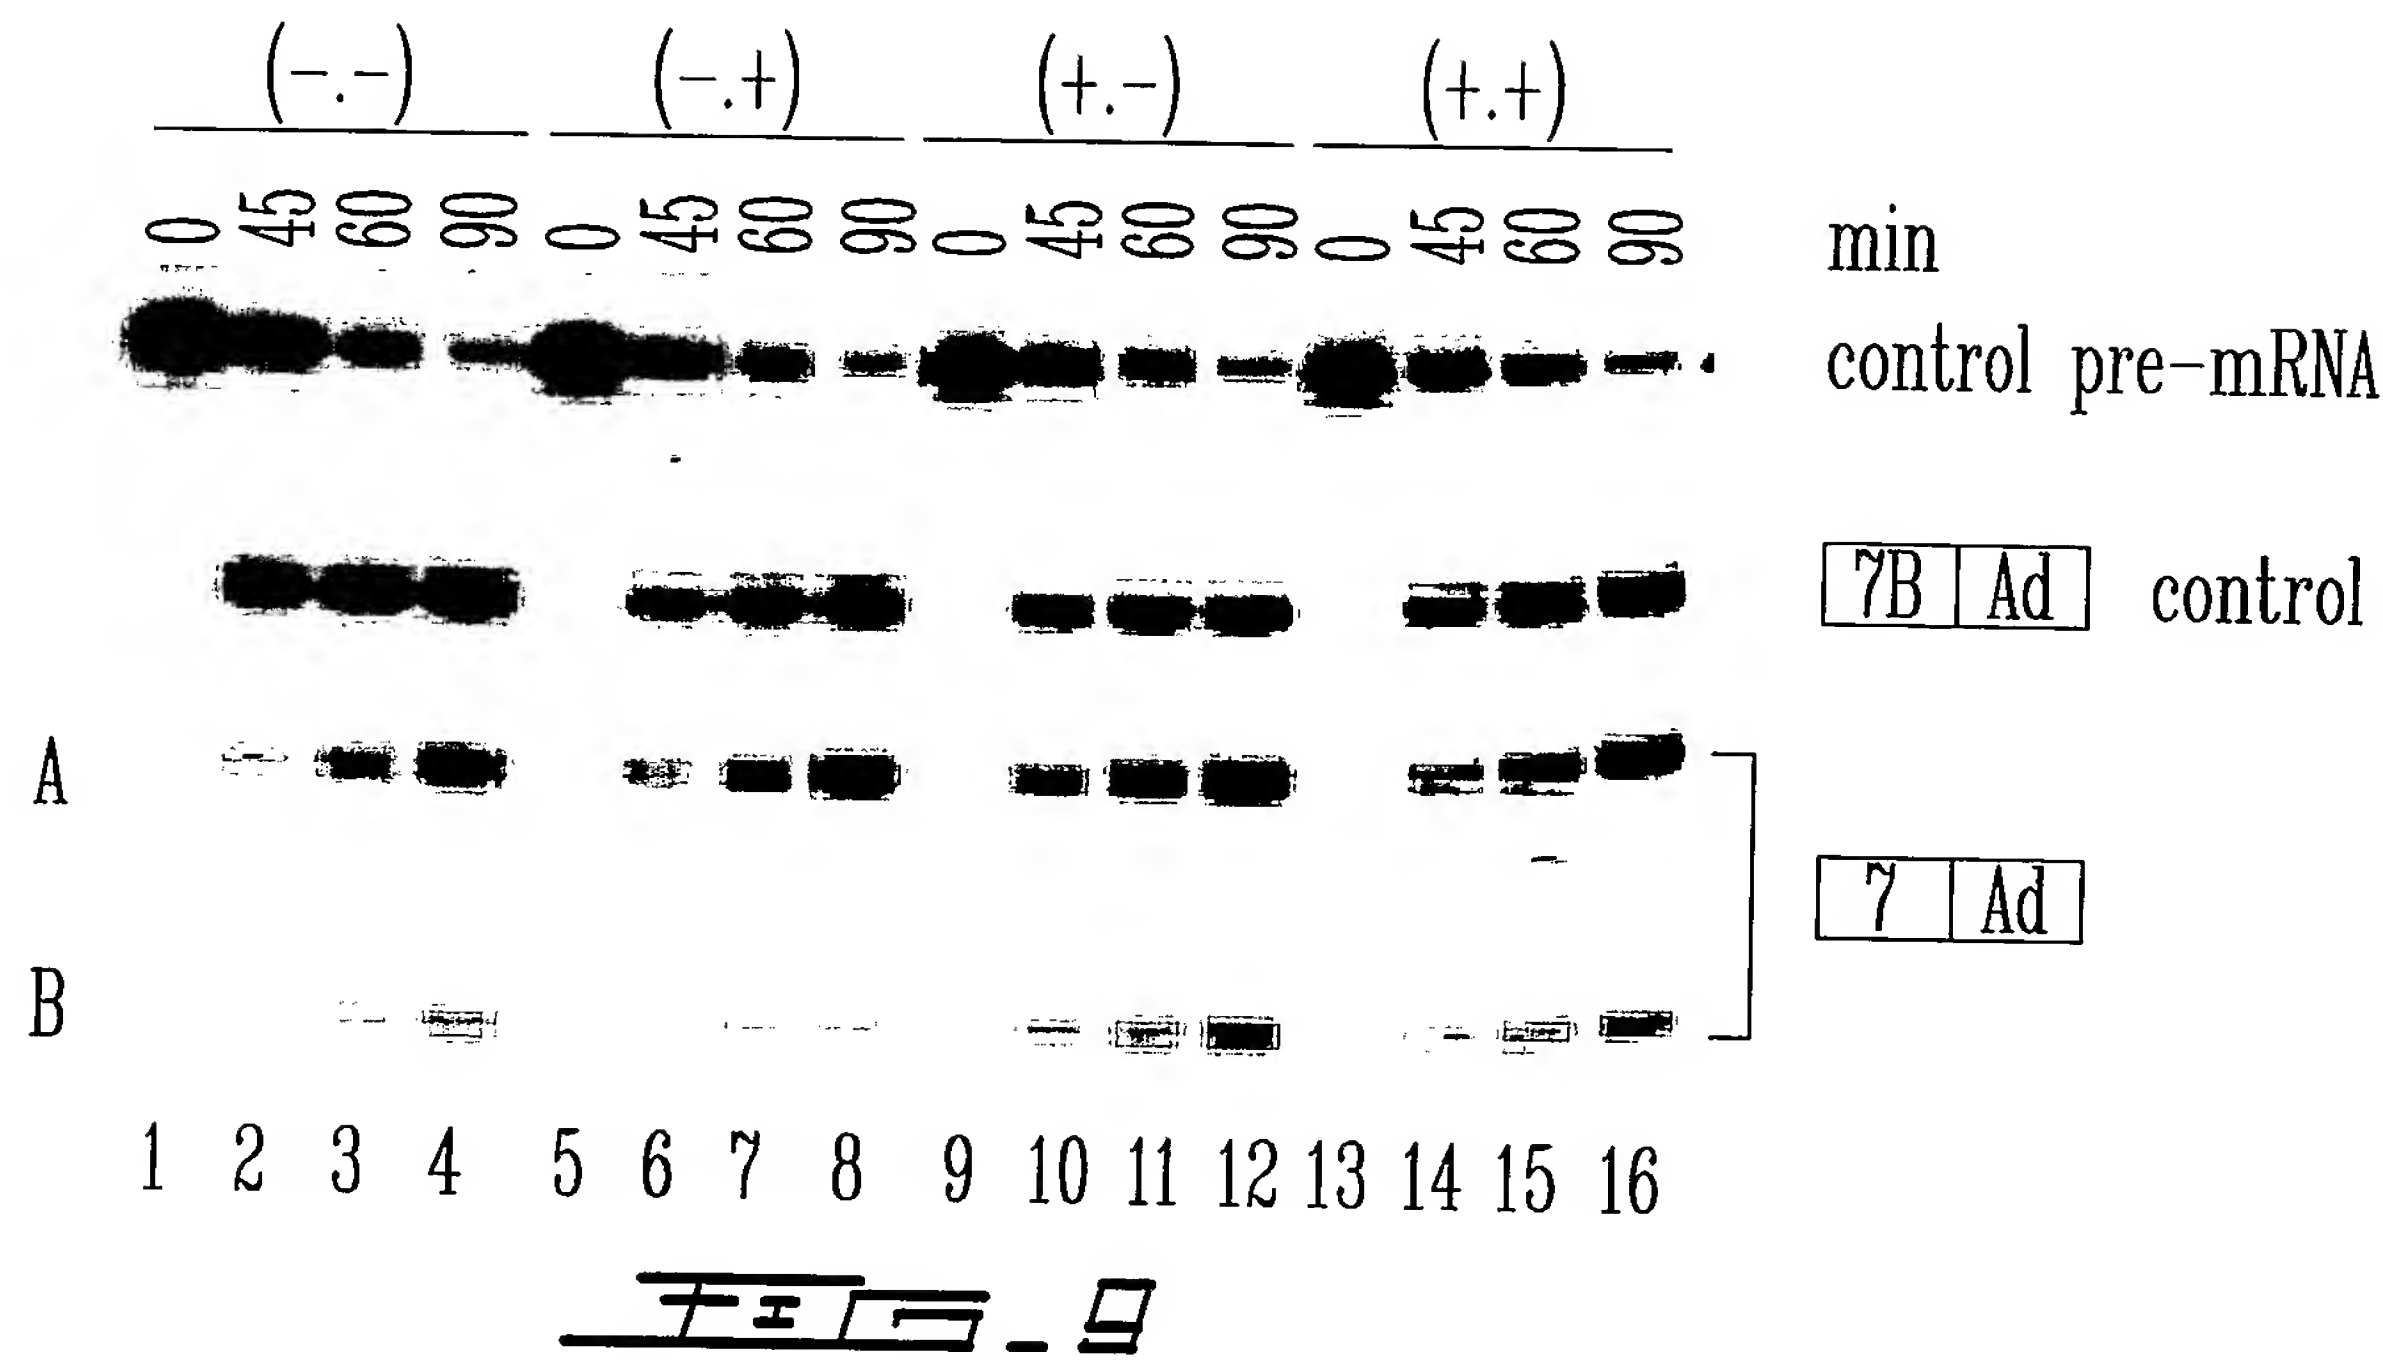 (-.-) (-.+) (+.-) (+.+)
0 45 60 90 0 45 60 90 0 45 60 90 0 45 60 90 min
control pre-mRNA
7B Ad control
A
7 Ad
B
1 2 3 4 5 6 7 8 9 10 11 12 13 14 15 16
FIG_9